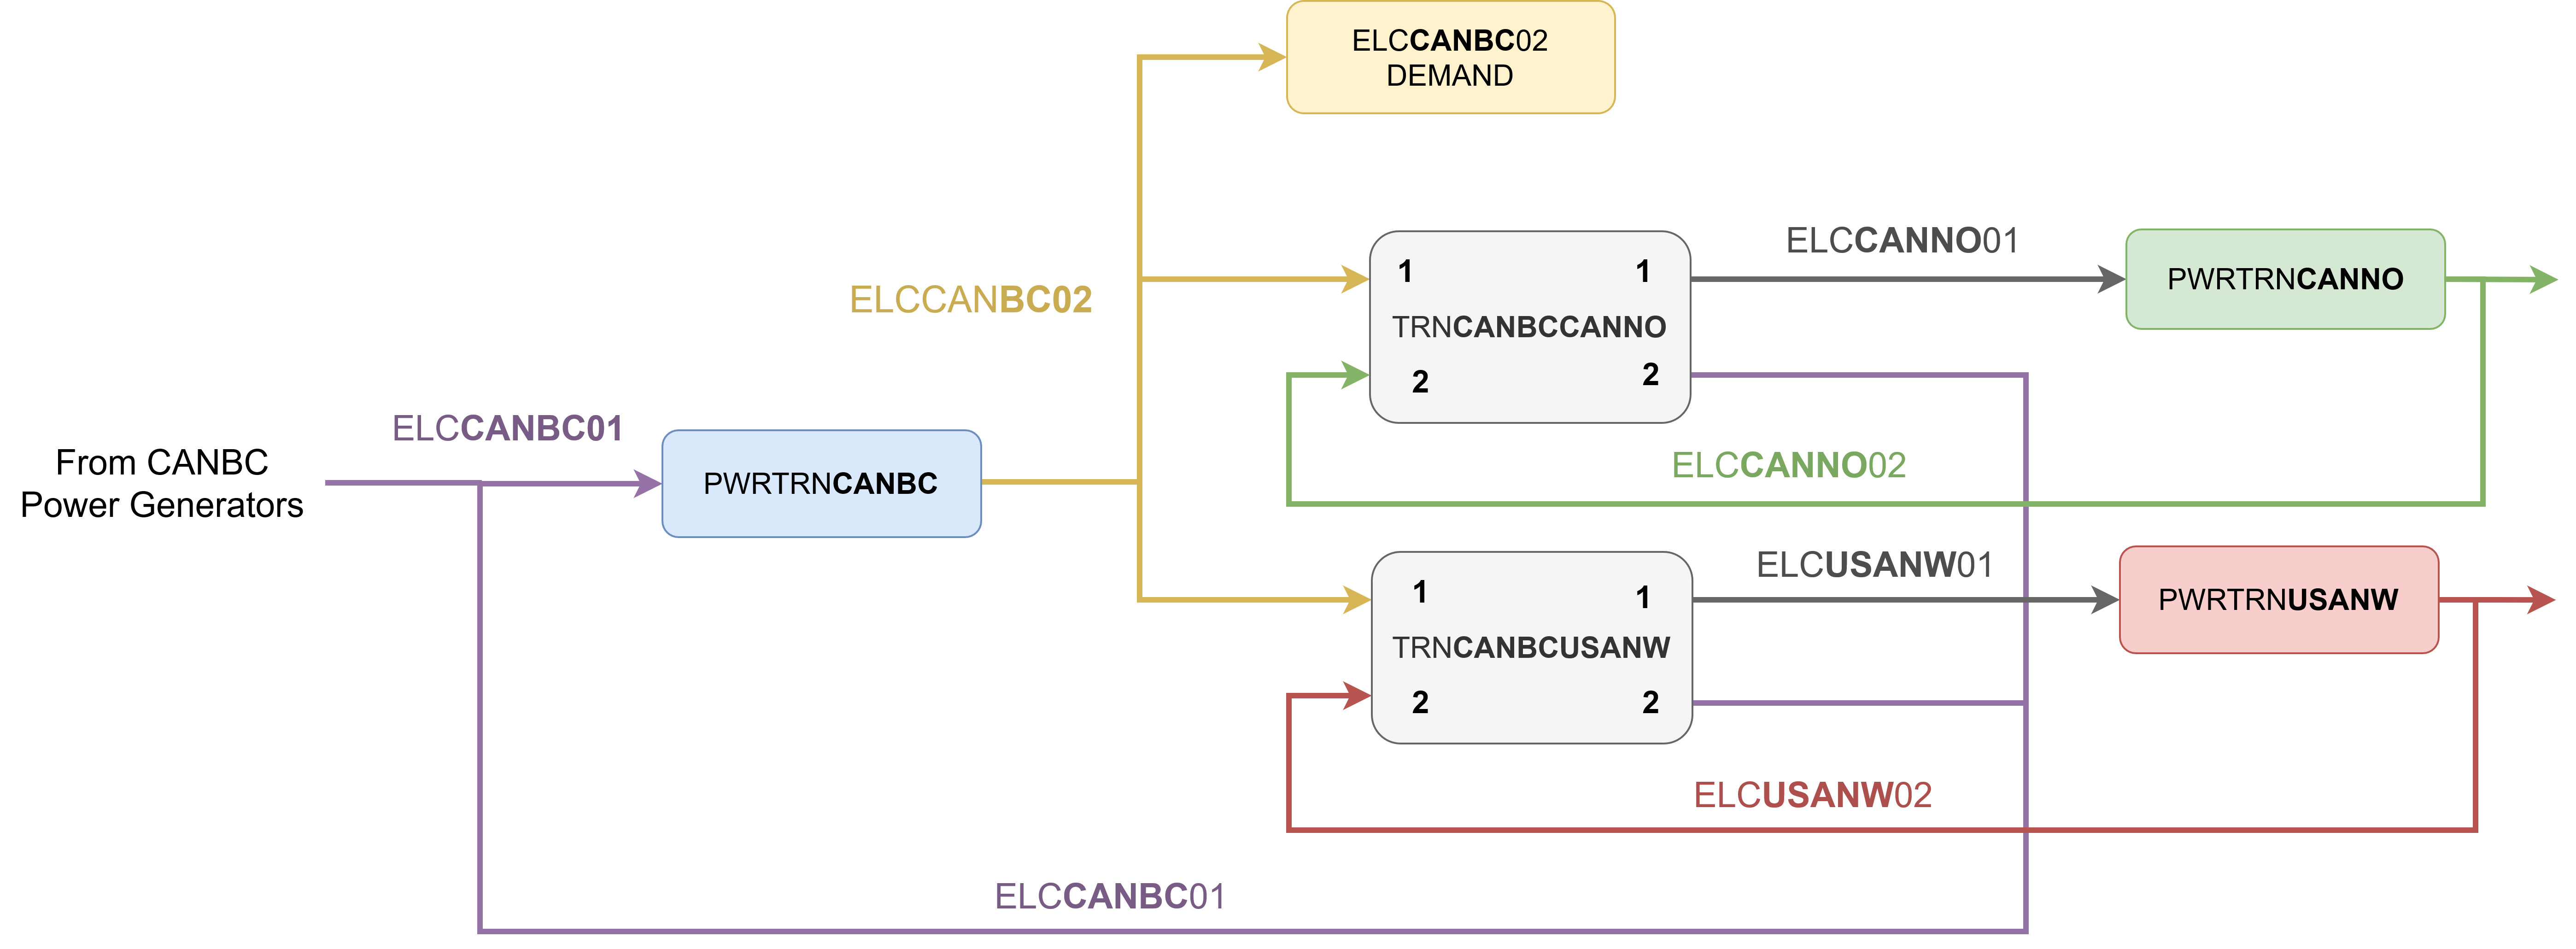 ELCCANBC02
DEMAND
ELCCANNO01
1 1
ELCCANBC02
PWRTRNCANNO
TRNCANBCCANNO
2 2
ELCCANBC01
From CANBC
Power Generators
PWRTRNCANBC
ELCCANNO02
ELCUSANW01
1 1
PWRTRNUSANW
TRNCANBCUSANW
2 2
ELCUSANW02
ELCCANBC01